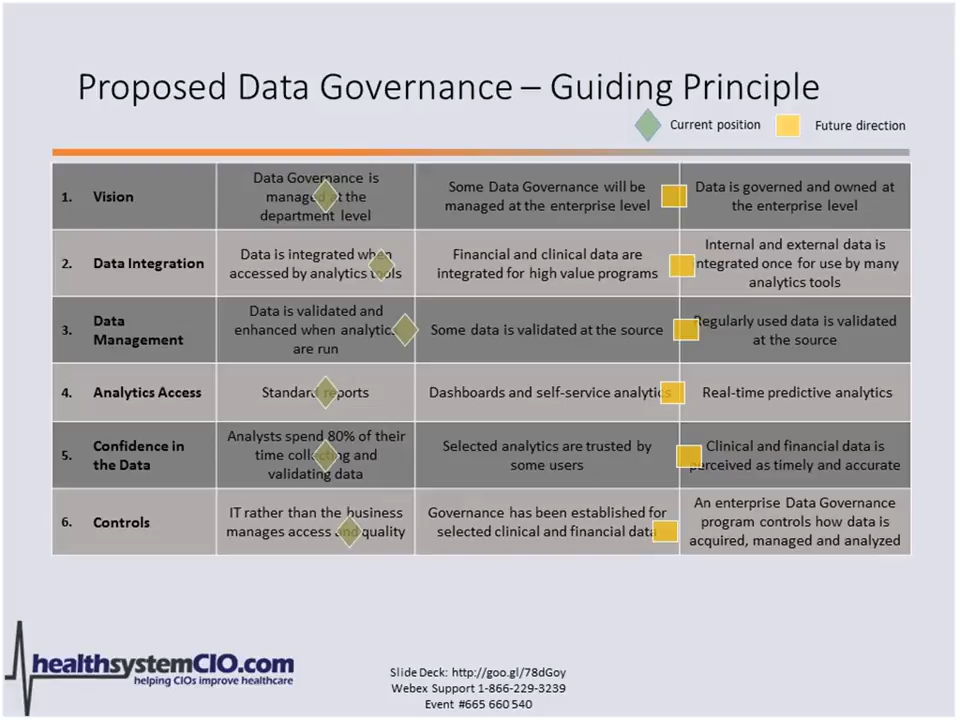 Proposed Data Governance – Guiding Principle
Current position
Future direction
1. Vision
Data Governance is
managed at the
department level
Some Data Governance will be
managed at the enterprise level
Data is governed and owned at
the enterprise level
2. Data Integration
Data is integrated when
accessed by analytics tools
Financial and clinical data are
integrated for high value programs
Internal and external data is
integrated once for use by many
analytics tools
3. Data
Management
Data is validated and
enhanced when analytics
are run
Some data is validated at the source
Regularly used data is validated
at the source
4. Analytics Access
Standard reports
Dashboards and self-service analytics
Real-time predictive analytics
5. Confidence in
the Data
Analysts spend 80% of their
time collecting and
validating data
Selected analytics are trusted by
some users
Clinical and financial data is
perceived as timely and accurate
6. Controls
IT rather than the business
manages access and quality
Governance has been established for
selected clinical and financial data
An enterprise Data Governance
program controls how data is
acquired, managed and analyzed
healthsystemCIO.com
helping CIOs improve healthcare
Slide Deck: http://goo.gl/78dGoy
Webex Support 1-866-229-3239
Event #665 660 540